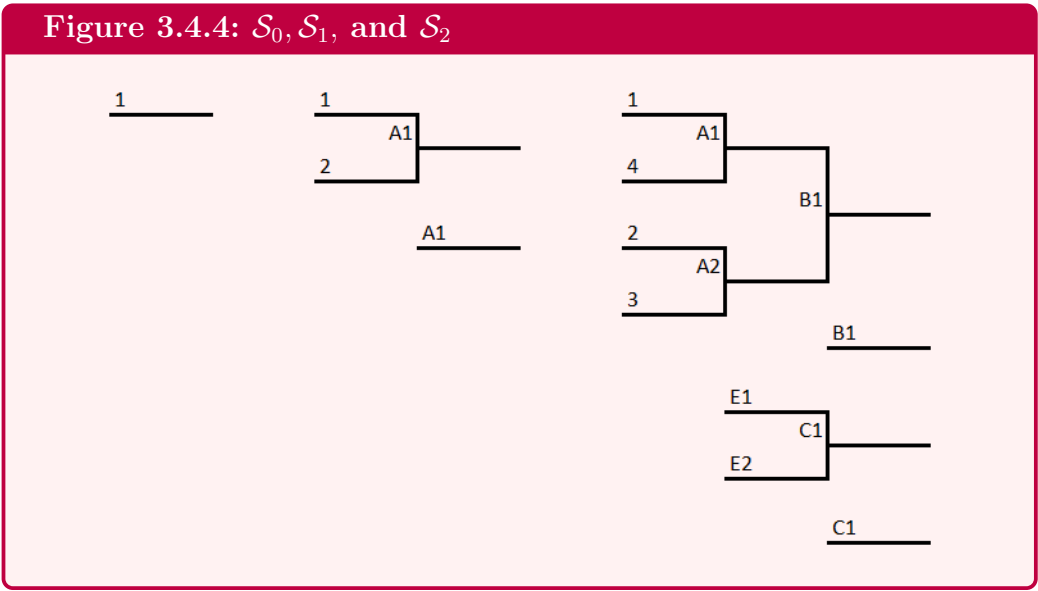 Figure 3.4.4: S₀, S₁, and S₂
1
1
A1
2
A1
1
A1
4
B1
2
A2
3
B1
E1
C1
E2
C1